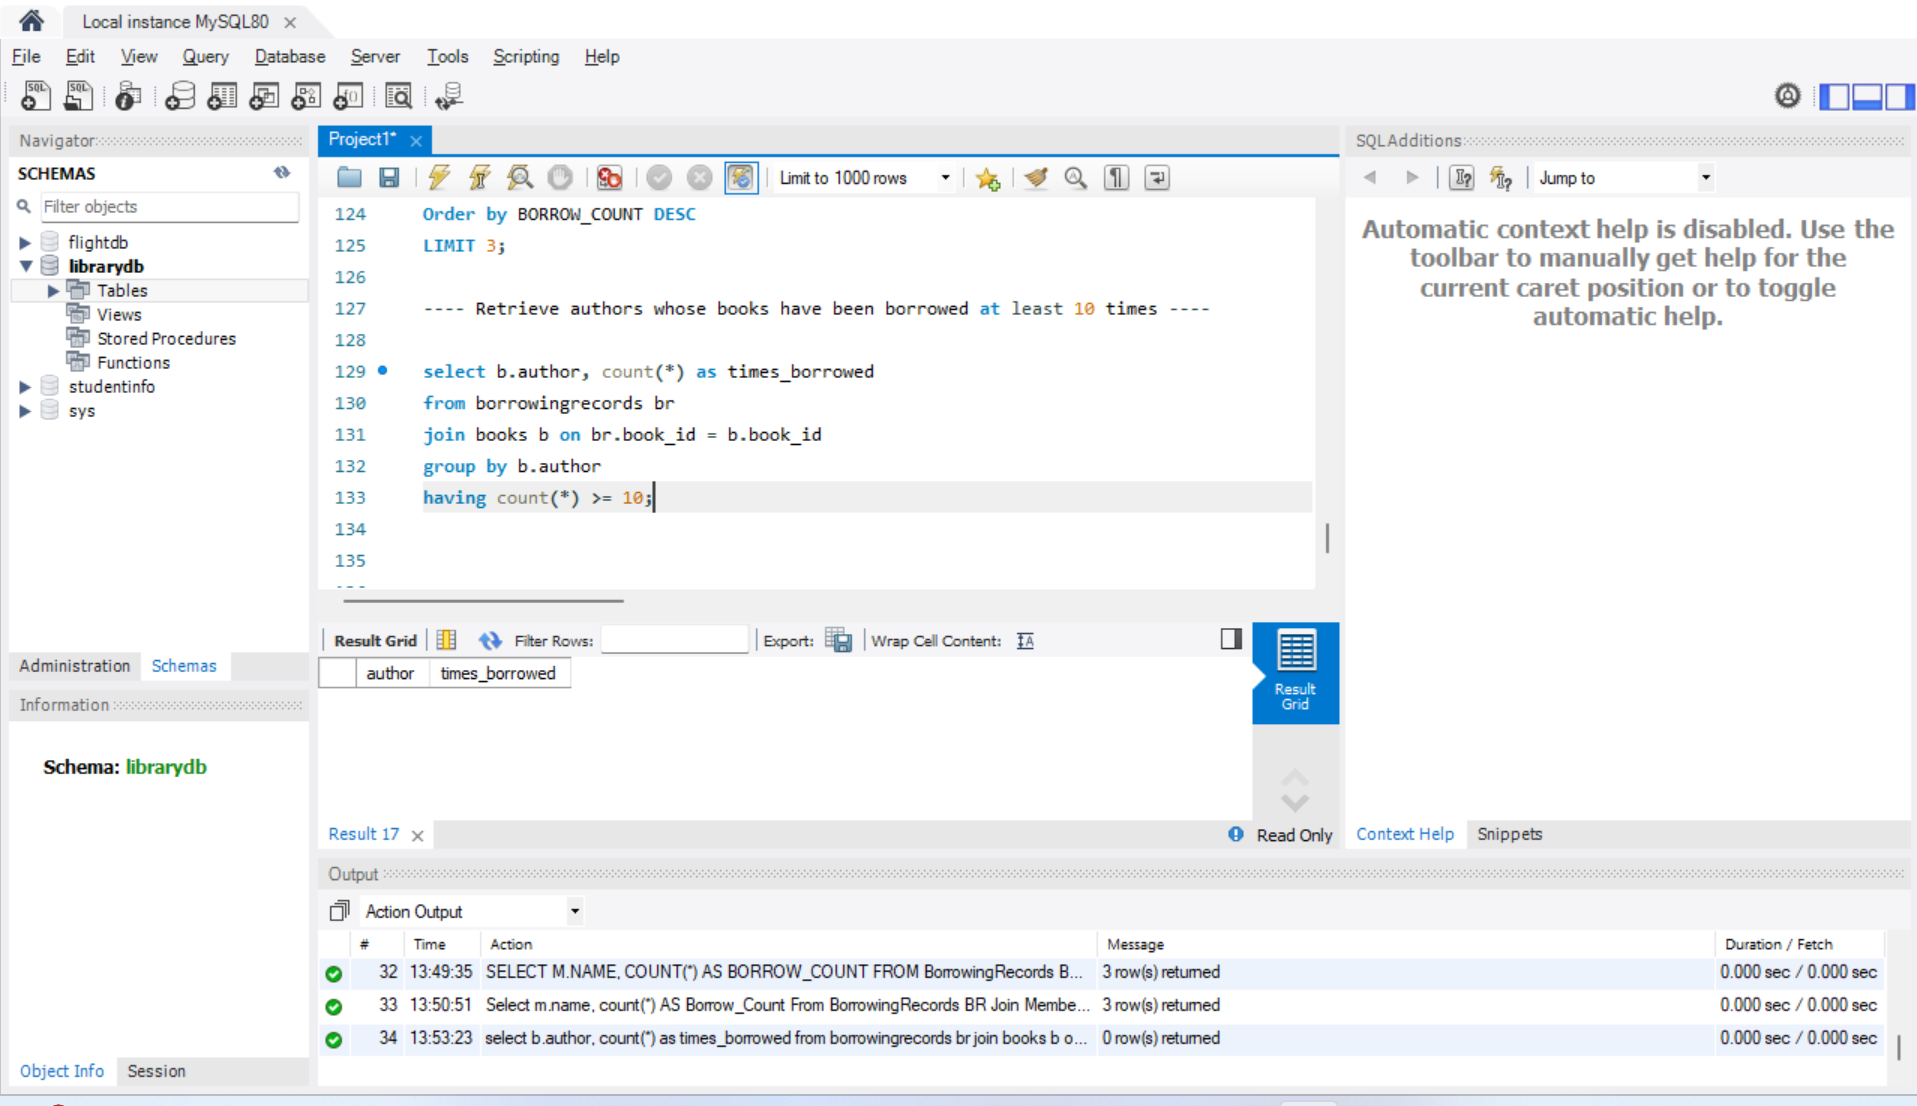 Local instance MySQL80
File Edit View Query Database Server Tools Scripting Help
Navigator
SCHEMAS
Filter objects
flightdb
librarydb
Tables
Views
Stored Procedures
Functions
studentinfo
sys
Administration Schemas
Information
Schema: librarydb
Object Info Session
Project1*
Limit to 1000 rows
124 Order by BORROW_COUNT DESC
125 LIMIT 3;
126
127 ---- Retrieve authors whose books have been borrowed at least 10 times ----
128
129 select b.author, count(*) as times_borrowed
130 from borrowingrecords br
131 join books b on br.book_id = b.book_id
132 group by b.author
133 having count(*) >= 10;
134
135
Result Grid Filter Rows: Export: Wrap Cell Content:
author times_borrowed
Result
Grid
Result 17 Read Only
SQLAdditions
Jump to
Automatic context help is disabled. Use the
toolbar to manually get help for the
current caret position or to toggle
automatic help.
Context Help Snippets
Output
Action Output
# Time Action Message Duration / Fetch
32 13:49:35 SELECT M.NAME, COUNT(*) AS BORROW_COUNT FROM BorrowingRecords B... 3 row(s) returned 0.000 sec / 0.000 sec
33 13:50:51 Select m.name, count(*) AS Borrow_Count From BorrowingRecords BR Join Membe... 3 row(s) returned 0.000 sec / 0.000 sec
34 13:53:23 select b.author, count(*) as times_borrowed from borrowingrecords br join books b o... 0 row(s) returned 0.000 sec / 0.000 sec